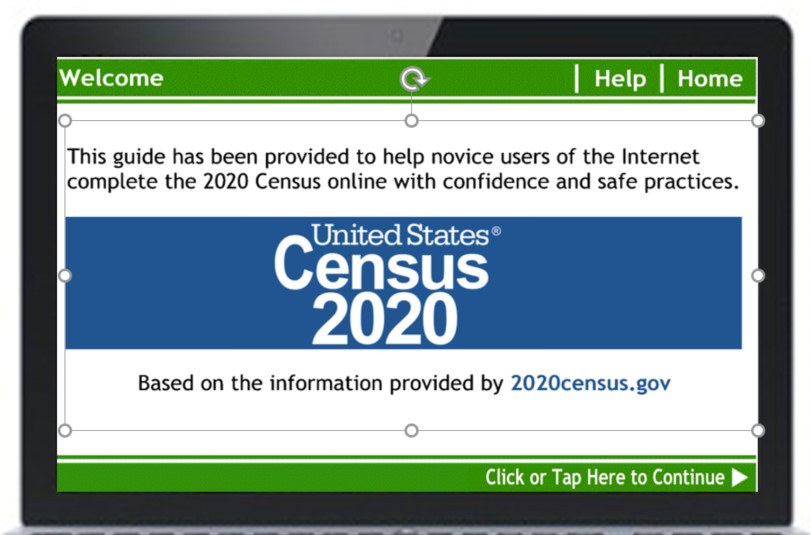 Welcome | Help | Home
This guide has been provided to help novice users of the Internet
complete the 2020 Census online with confidence and safe practices.
United States®
Census
2020
Based on the information provided by 2020census.gov
Click or Tap Here to Continue